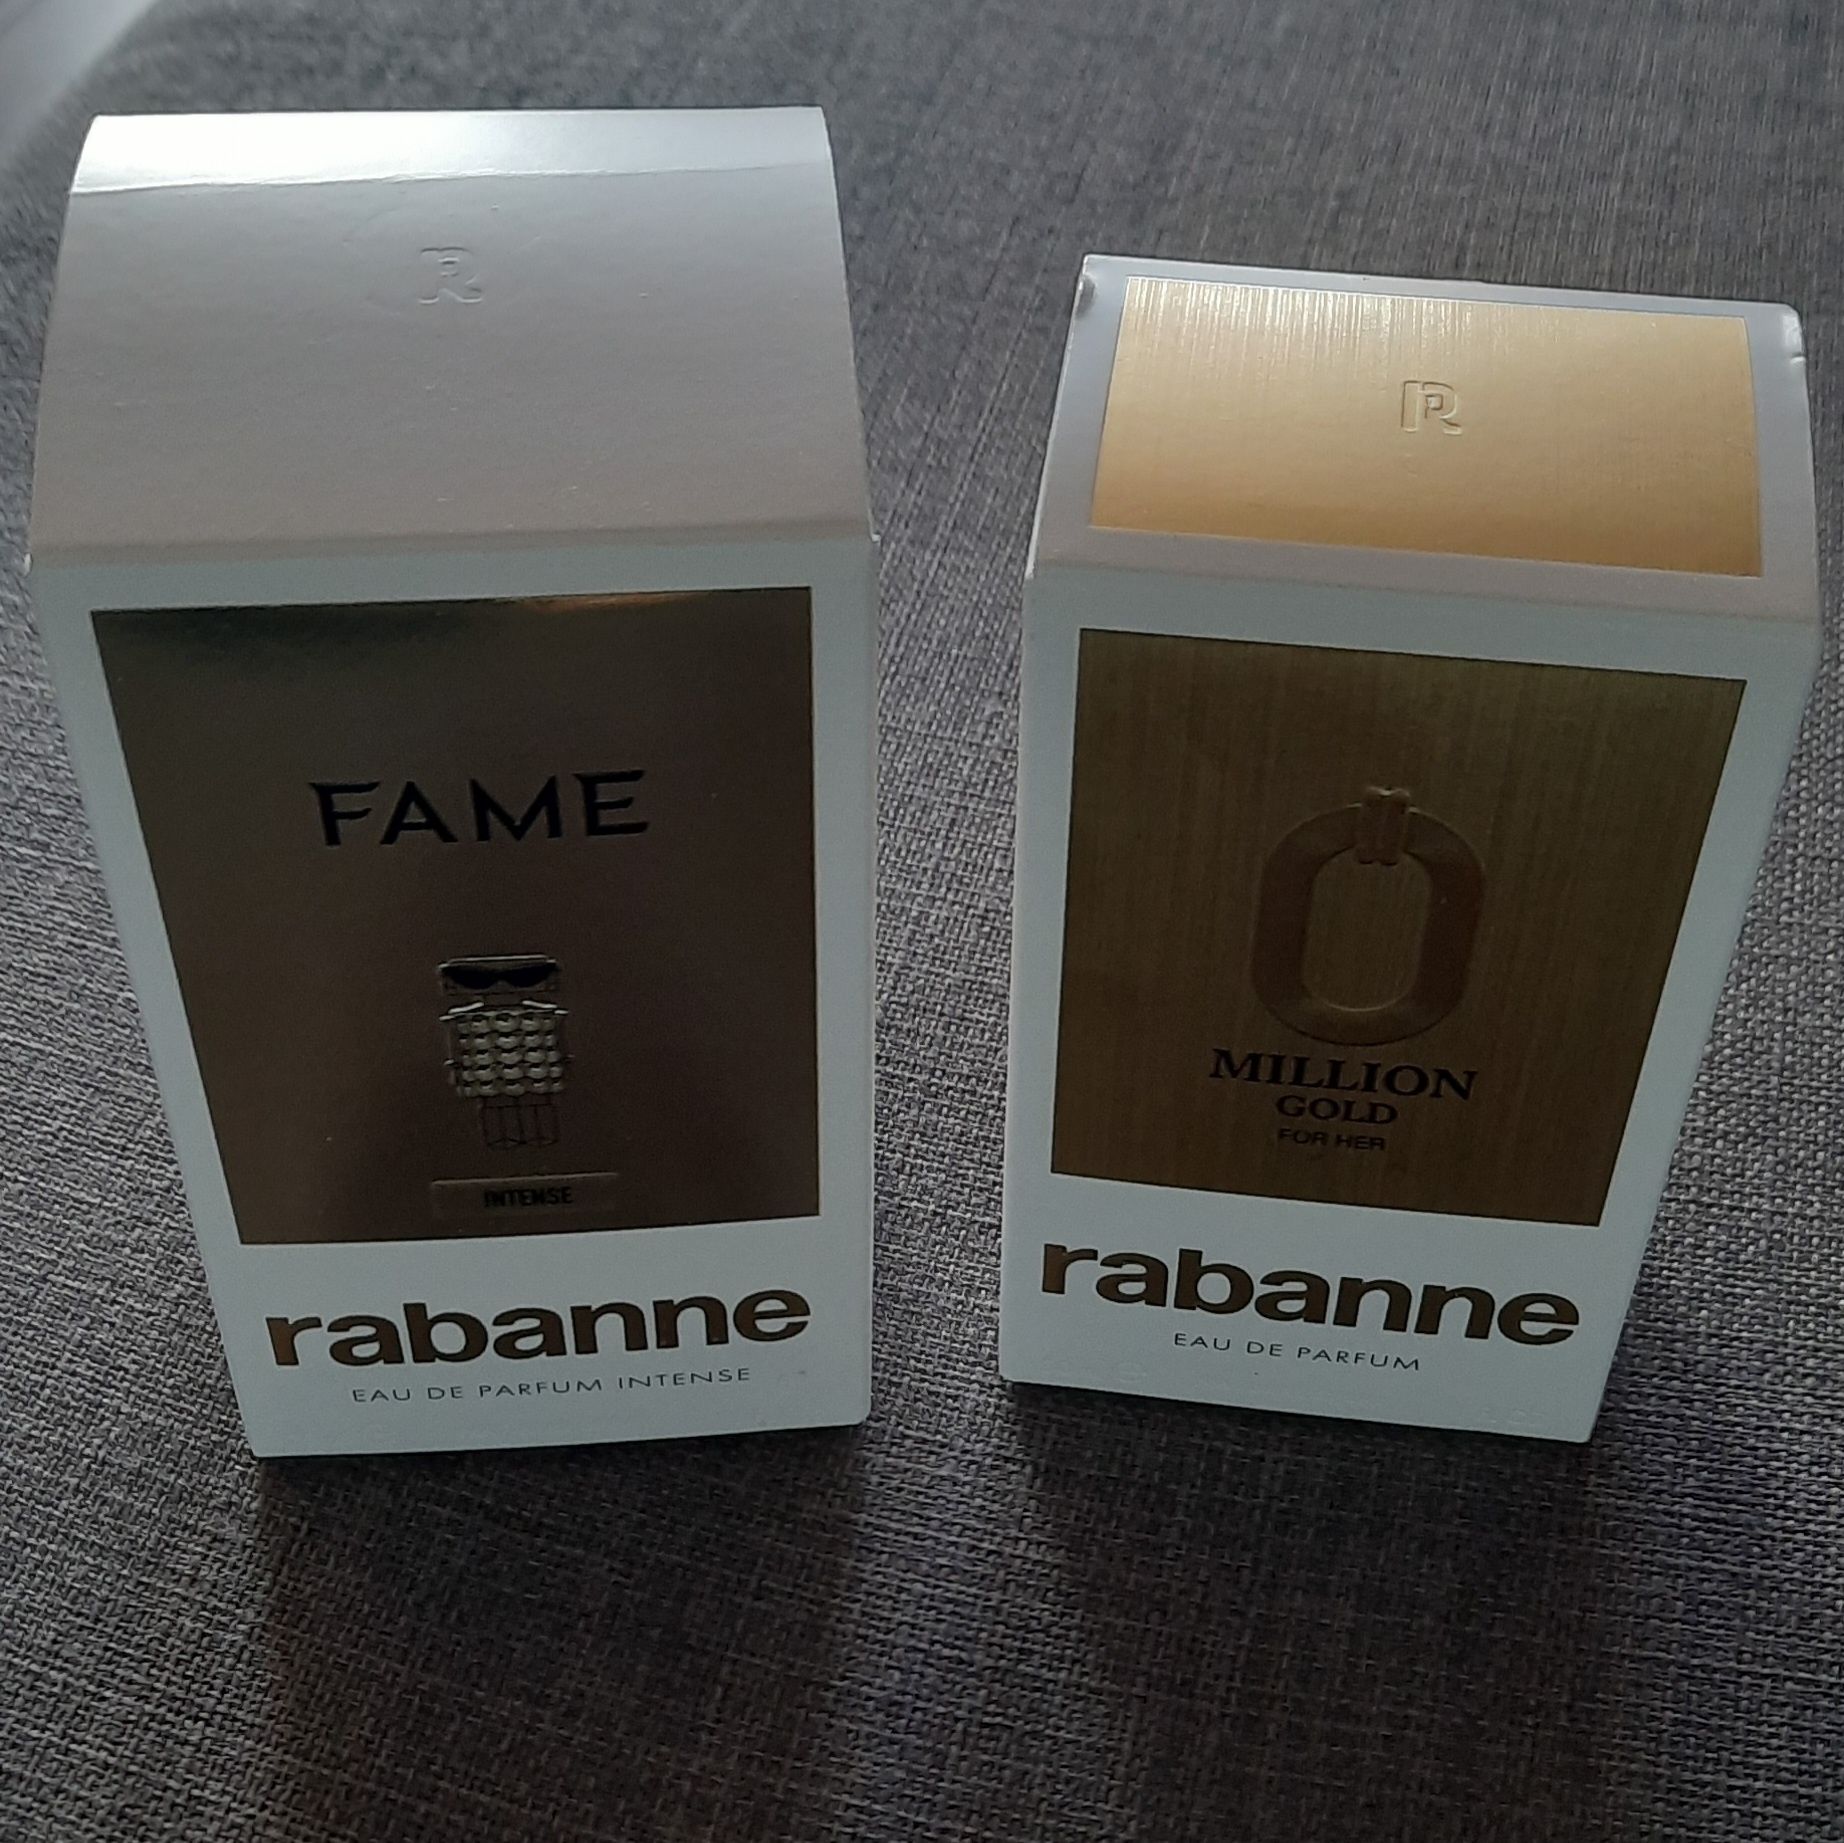 R
FAME
INTENSE
rabanne
EAU DE PARFUM INTENSE
R
MILLION
GOLD
FOR HER
rabanne
EAU DE PARFUM